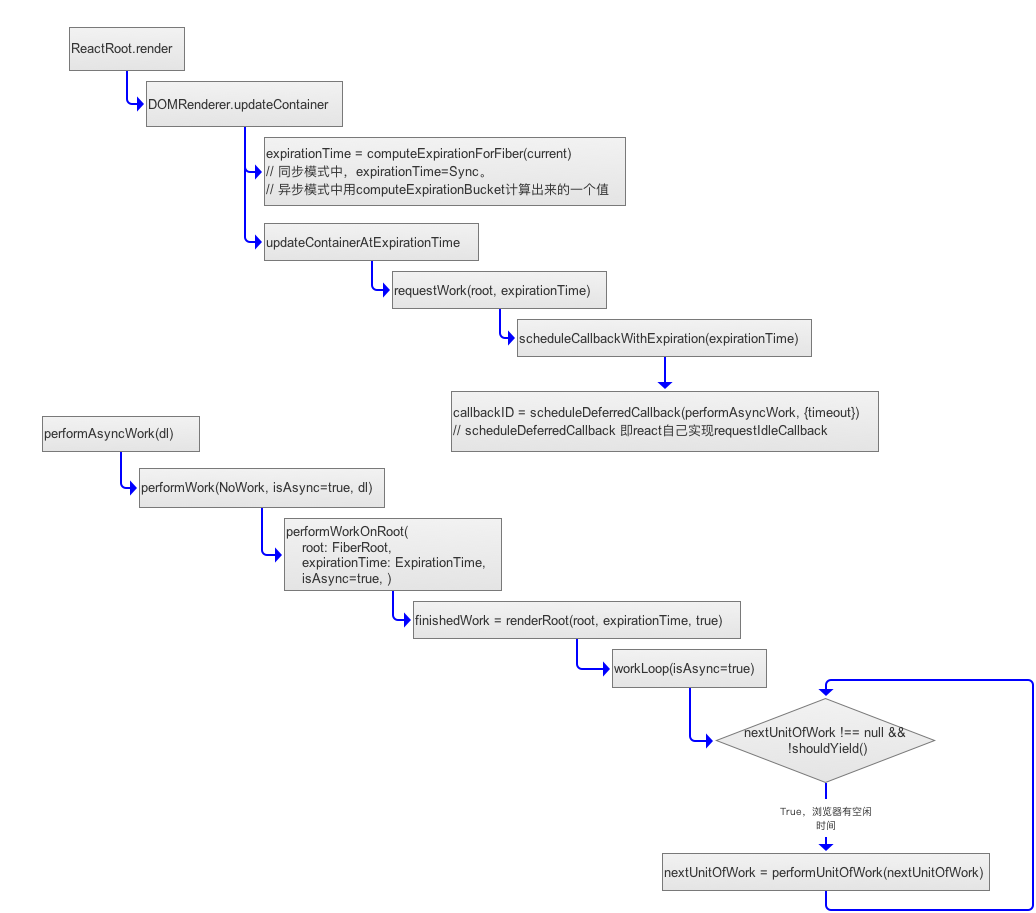 ReactRoot.render
DOMRenderer.updateContainer
expirationTime = computeExpirationForFiber(current)
// 同步模式中，expirationTime=Sync。
// 异步模式中用computeExpirationBucket计算出来的一个值
updateContainerAtExpirationTime
requestWork(root, expirationTime)
scheduleCallbackWithExpiration(expirationTime)
callbackID = scheduleDeferredCallback(performAsyncWork, {timeout})
// scheduleDeferredCallback 即react自己实现requestIdleCallback
performAsyncWork(dl)
performWork(NoWork, isAsync=true, dl)
performWorkOnRoot(
root: FiberRoot,
expirationTime: ExpirationTime,
isAsync=true, )
finishedWork = renderRoot(root, expirationTime, true)
workLoop(isAsync=true)
nextUnitOfWork !== null &&
!shouldYield()
True，浏览器有空闲
时间
nextUnitOfWork = performUnitOfWork(nextUnitOfWork)